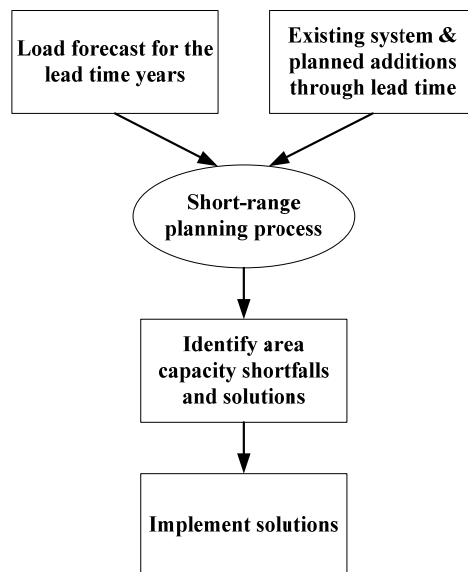 Load forecast for the
lead time years
Existing system &
planned additions
through lead time
Short-range
planning process
Identify area
capacity shortfalls
and solutions
Implement solutions